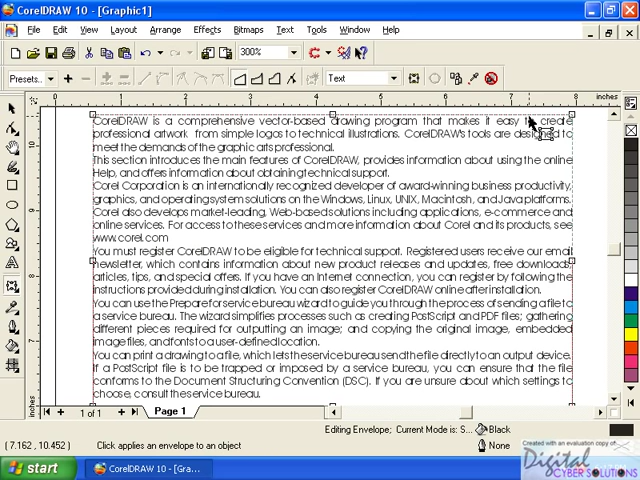 CorelDRAW 10 - [Graphic1]
File Edit View Layout Arrange Effects Bitmaps Text Tools Window Help
300%
Presets... Text
1 2 3 4 5 6 7 8 inches
CorelDRAW is a comprehensive vector-based drawing program that makes it easy to create
professional artwork from simple logos to technical illustrations. CorelDRAW's tools are designed to
meet the demands of the graphic arts professional.
This section introduces the main features of CorelDRAW, provides information about using the online
Help, and offers information about obtaining technical support.
Corel Corporation is an internationally recognized developer of award-winning business productivity,
graphics, and operating system solutions on the Windows, Linux, UNIX, Macintosh, and Java platforms.
Corel also develops market-leading, Web-based solutions including applications, e-commerce and
online services. For access to these services and more information about Corel and its products, see
www.corel.com
You must register CorelDRAW to be eligible for technical support. Registered users receive our email
newsletter, which contains information about new product releases and updates, free downloads,
articles, tips, and special offers. If you have an Internet connection, you can register by following the
instructions provided during installation. You can also register CorelDRAW online after installation.
You can use the Prepare for service bureau wizard to guide you through the process of sending a file to
a service bureau. The wizard simplifies processes such as creating PostScript and PDF files; gathering
different pieces required for outputting an image; and copying the original image, embedded
image files, and fonts to a user-defined location.
You can print a drawing to a file, which lets the service bureau send the file directly to an output device.
If a PostScript file is to be trapped or imposed by a service bureau, you can ensure that the file
conforms to the Document Structuring Convention (DSC). If you are unsure about which settings to
choose, consult the service bureau.
10
9
8
7
inches
1 of 1 Page 1
Editing Envelope; Current Mode is: S... Black
(7.162, 10.452) Click applies an envelope to an object None
Created with an evaluation copy of
Digital
CYBER SOLUTIONS
start CorelDRAW 10 - [Gra...